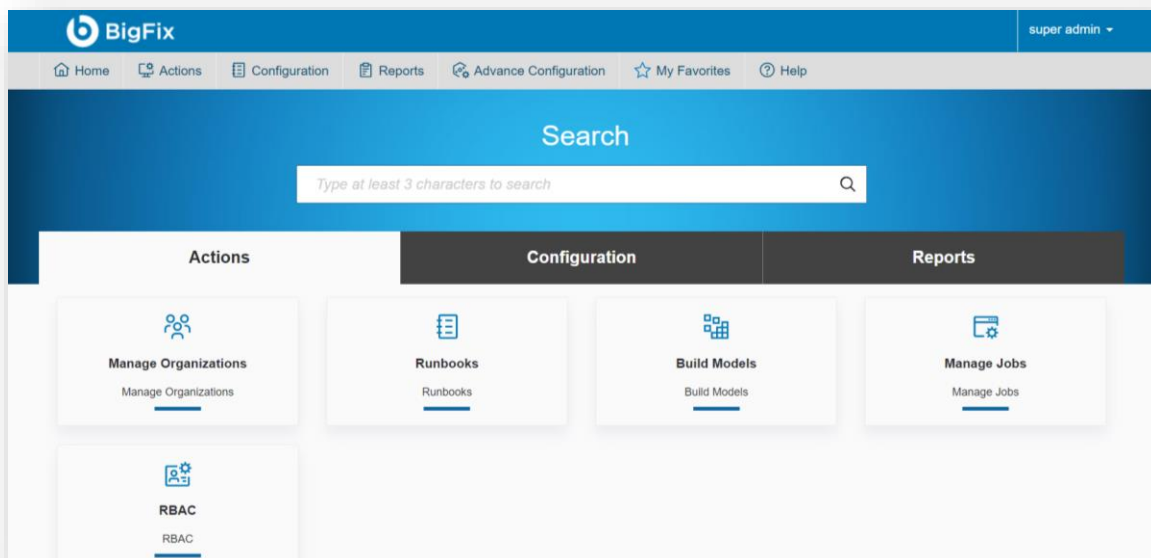 BigFix
super admin
Home Actions Configuration Reports Advance Configuration My Favorites Help
Search
Type at least 3 characters to search
Actions Configuration Reports
Manage Organizations Runbooks Build Models Manage Jobs
Manage Organizations Runbooks Build Models Manage Jobs
RBAC
RBAC